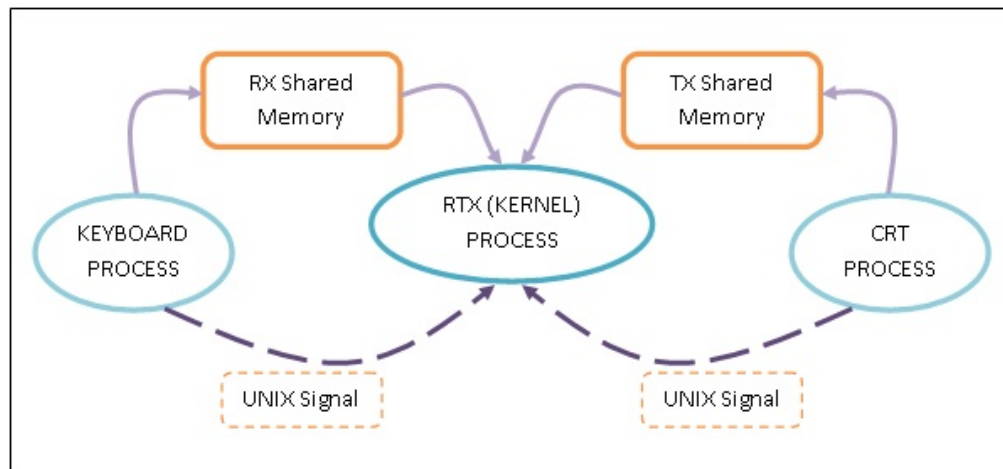 RX Shared
Memory
TX Shared
Memory
KEYBOARD
PROCESS
RTX (KERNEL)
PROCESS
CRT
PROCESS
UNIX Signal
UNIX Signal